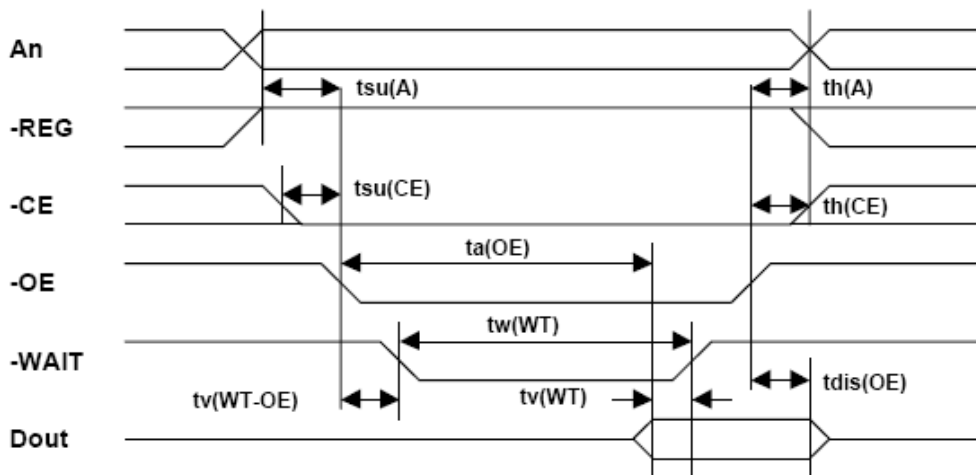 An
tsu(A) th(A)
-REG
-CE tsu(CE) th(CE)
ta(OE)
-OE
tw(WT)
-WAIT
tv(WT-OE) tv(WT) tdis(OE)
Dout